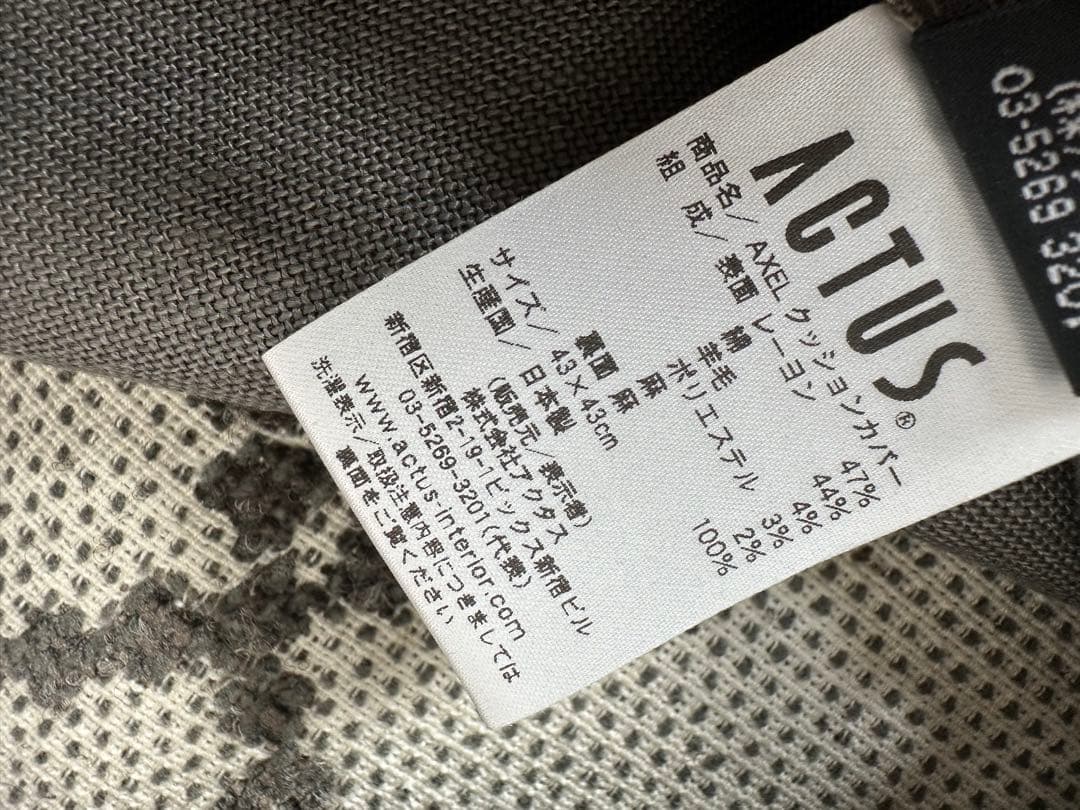 ACTUS®
商品名/ AXEL クッションカバー
組 成/ 表面 レーヨン 47%
綿 44%
羊毛 4%
麻 3%
ポリエステル 2%
裏面 麻 100%
サイズ/ 43×43cm
生産国/ 日本製
(販売元/表示者)
株式会社アクタス
新宿区新宿2-19-1ビックス新宿ビル
03-5269-3201(代表)
www.actus-interior.com
洗濯表示/取扱注意内容につきましては
裏面をご覧ください
03-5269 3207